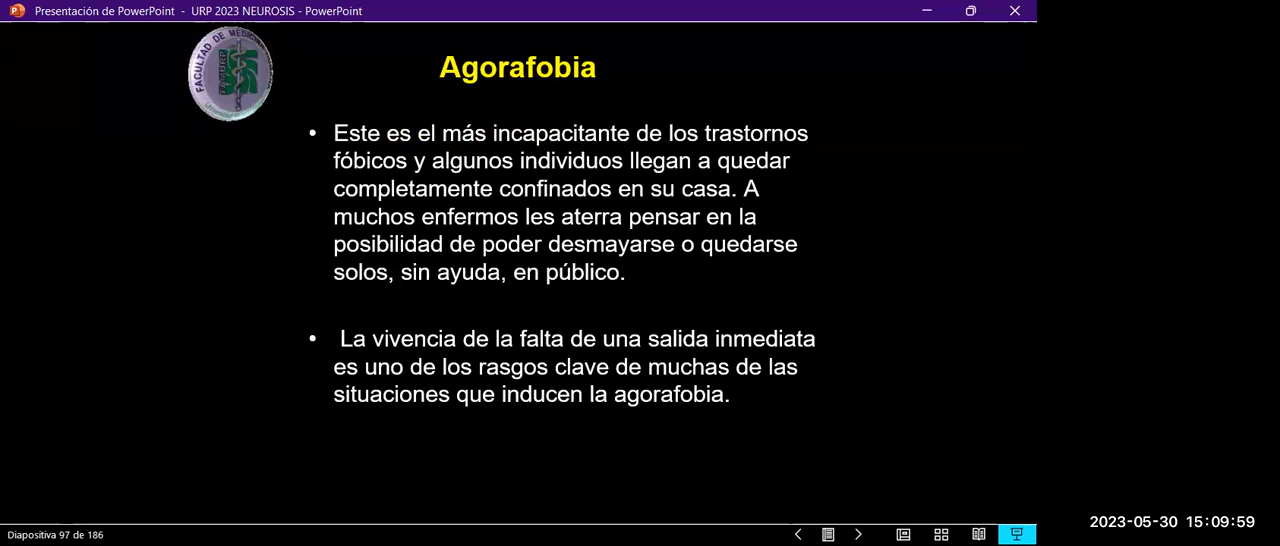 Presentación de PowerPoint - URP 2023 NEUROSIS - PowerPoint
FACULTAD DE MEDICINA
Agorafobia
• Este es el más incapacitante de los trastornos
fóbicos y algunos individuos llegan a quedar
completamente confinados en su casa. A
muchos enfermos les aterra pensar en la
posibilidad de poder desmayarse o quedarse
solos, sin ayuda, en público.
• La vivencia de la falta de una salida inmediata
es uno de los rasgos clave de muchas de las
situaciones que inducen la agorafobia.
Diapositiva 97 de 186
2023-05-30 15:09:59